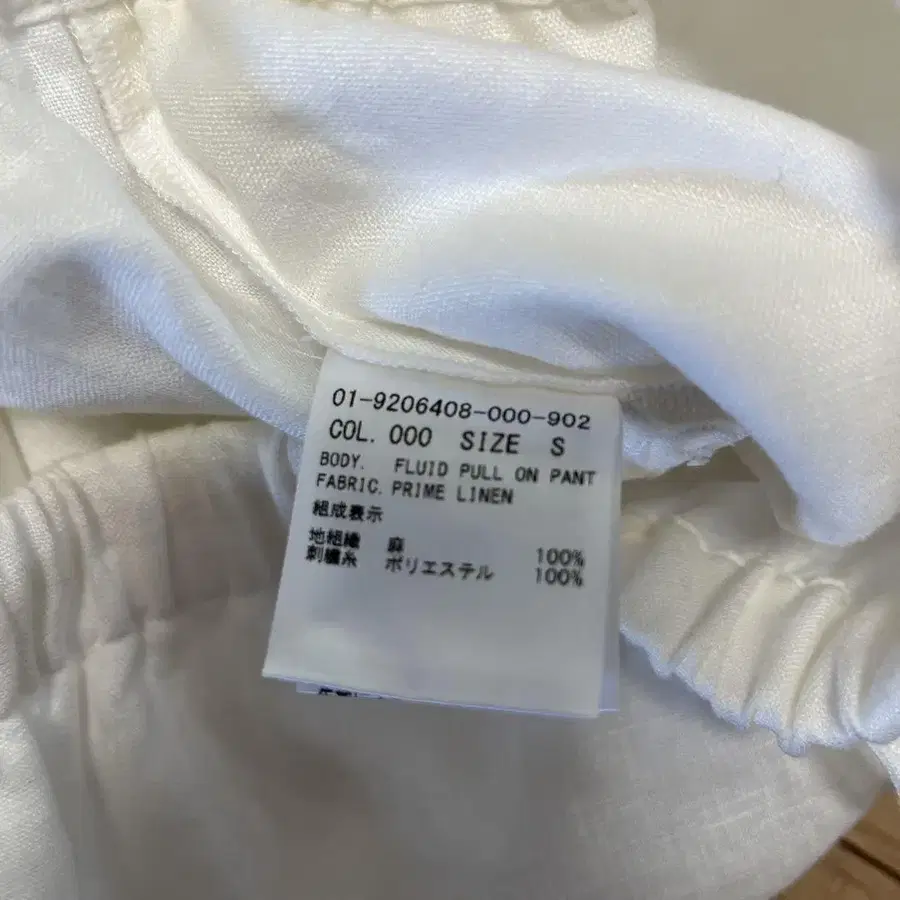 01-9206408-000-902
COL. 000 SIZE S
BODY. FLUID PULL ON PANT
FABRIC. PRIME LINEN
組成表示
地組織 麻 100%
刺繍糸 ポリエステル 100%